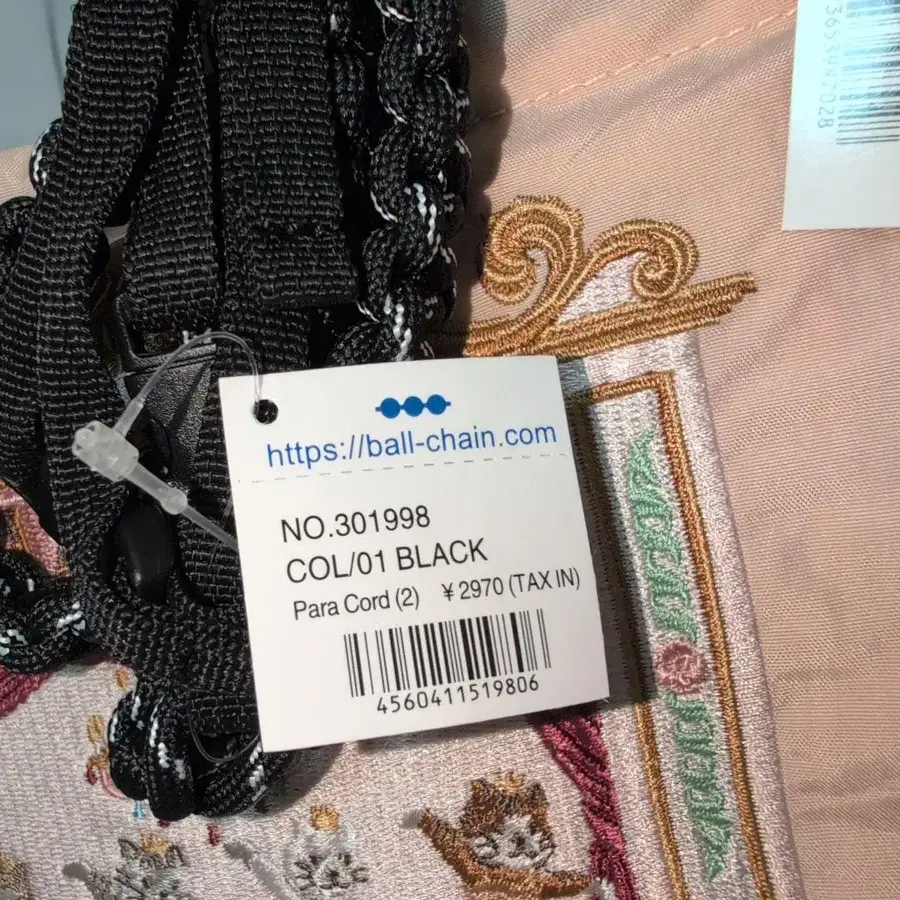 https://ball-chain.com
NO.301998
COL/01 BLACK
Para Cord (2) ¥2970 (TAX IN)
4560411519806